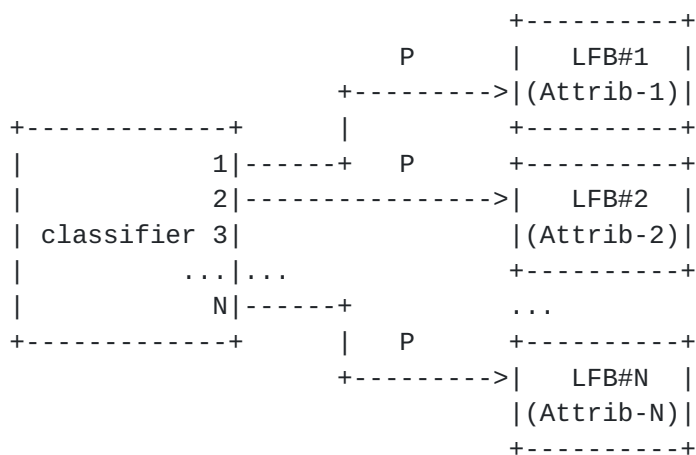 +----------+
                       P      |   LFB#1  |
                   +--------->|(Attrib-1)|
+-------------+    |          +----------+
|            1|------+   P    +----------+
|            2|---------------->|   LFB#2  |
| classifier 3|               |(Attrib-2)|
|          ...|...            +----------+
|            N|------+          ...
+-------------+      |   P    +----------+
                     +--------->|   LFB#N  |
                              |(Attrib-N)|
                              +----------+